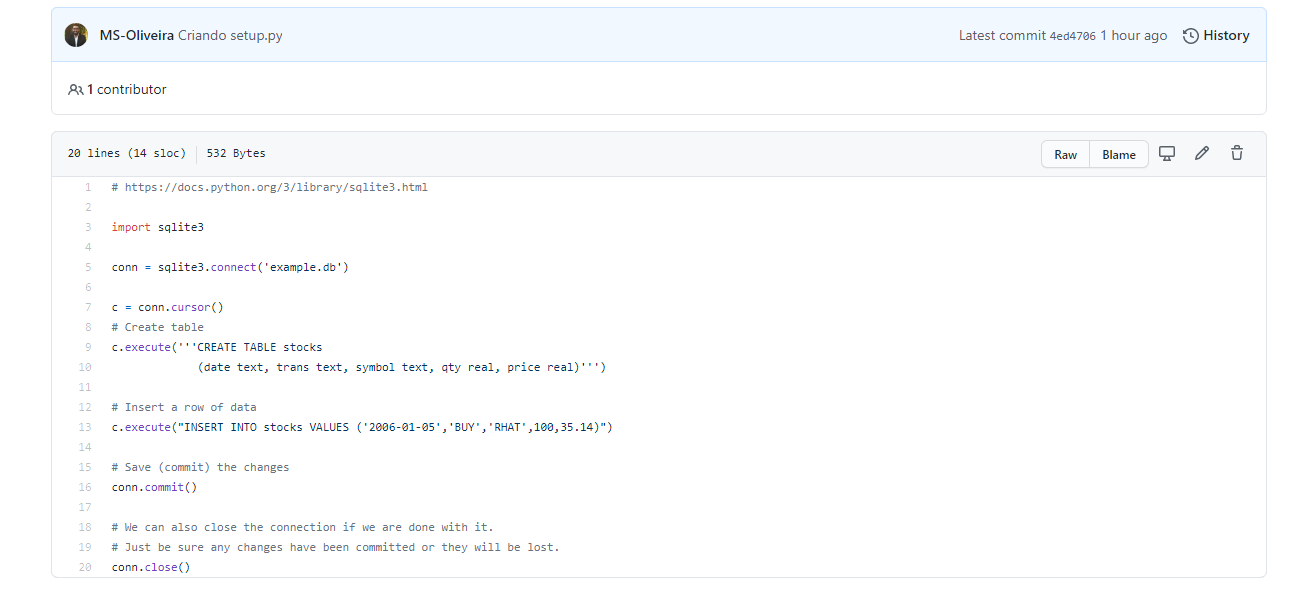 MS-Oliveira Criando setup.py Latest commit 4ed4706 1 hour ago History
1 contributor
20 lines (14 sloc) 532 Bytes Raw Blame
1 # https://docs.python.org/3/library/sqlite3.html
2
3 import sqlite3
4
5 conn = sqlite3.connect('example.db')
6
7 c = conn.cursor()
8 # Create table
9 c.execute('''CREATE TABLE stocks
10 (date text, trans text, symbol text, qty real, price real)''')
11
12 # Insert a row of data
13 c.execute("INSERT INTO stocks VALUES ('2006-01-05','BUY','RHAT',100,35.14)")
14
15 # Save (commit) the changes
16 conn.commit()
17
18 # We can also close the connection if we are done with it.
19 # Just be sure any changes have been committed or they will be lost.
20 conn.close()